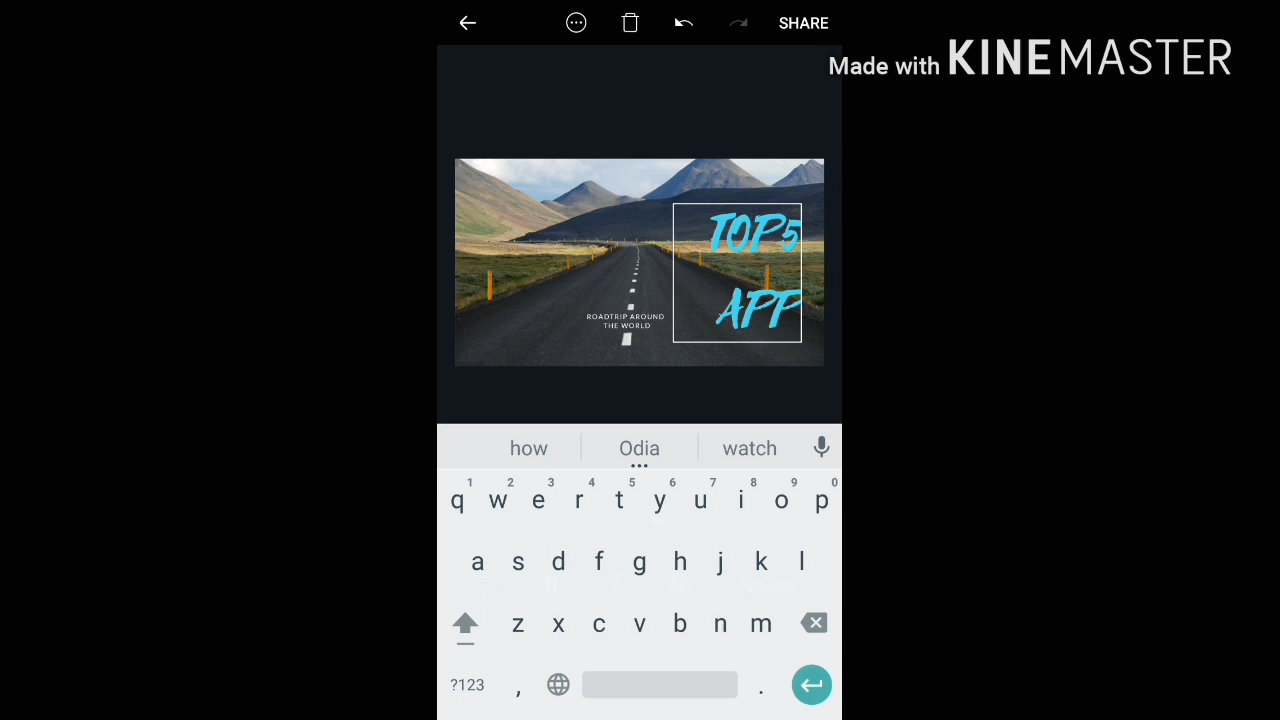 SHARE
Made with KINEMASTER
TOP5
APP
ROADTRIP AROUND
THE WORLD
how Odia watch
1 2 3 4 5 6 7 8 9 0
q w e r t y u i o p
a s d f g h j k l
z x c v b n m
?123 , .